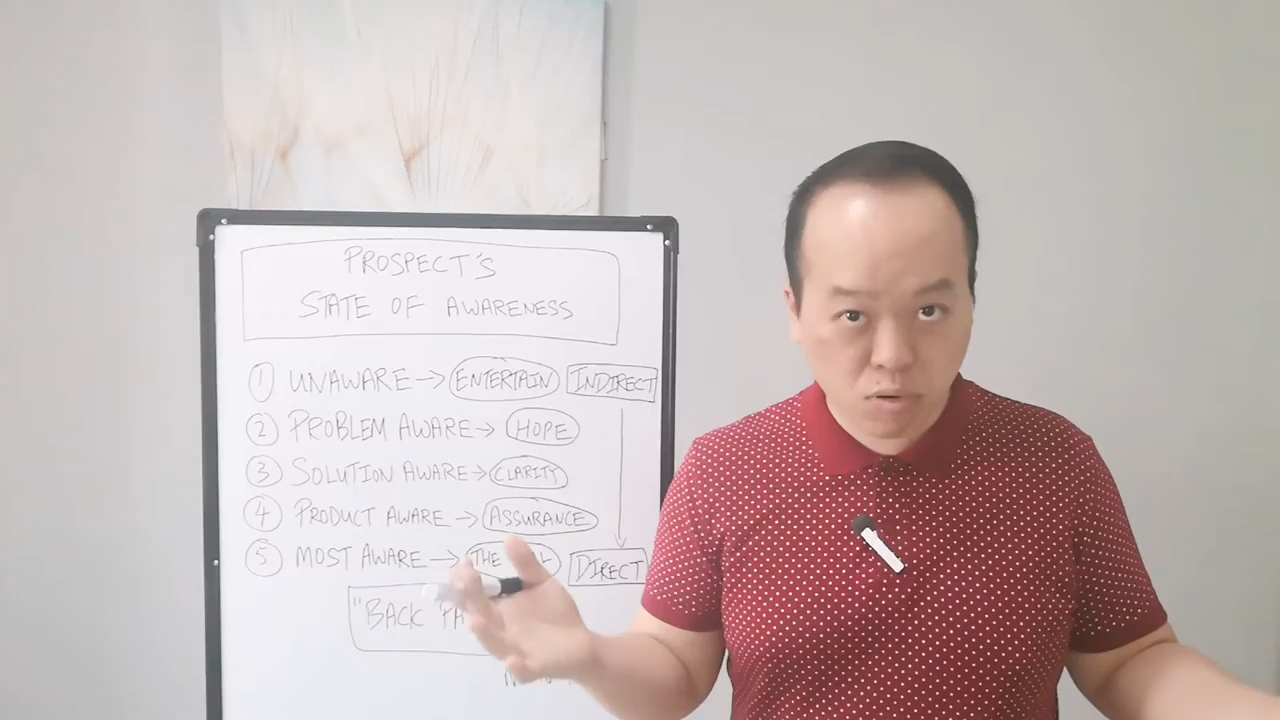 PROSPECT'S
STATE OF AWARENESS
1 UNAWARE → ENTERTAIN INDIRECT
2 PROBLEM AWARE → HOPE
3 SOLUTION AWARE → CLARITY
4 PRODUCT AWARE → ASSURANCE
5 MOST AWARE → THE DIRECT
"BACK